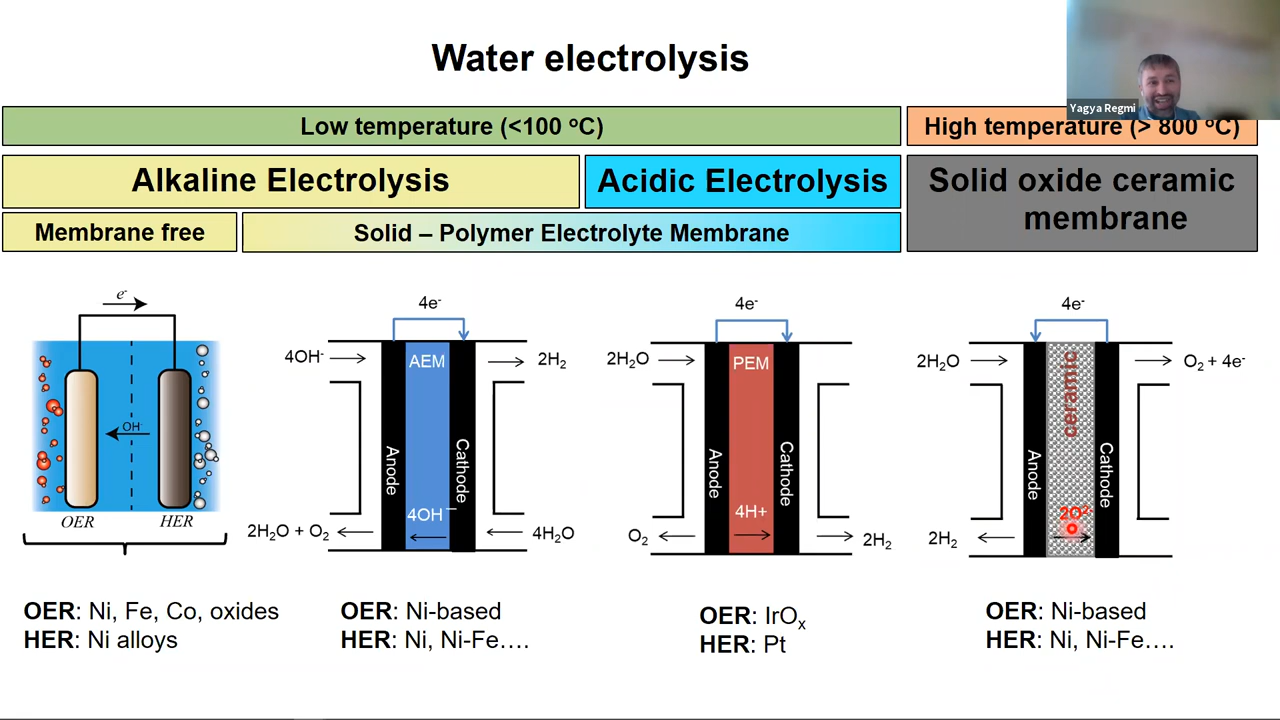 Water electrolysis
Yagya Regmi
Low temperature (<100 °C)
High temperature (> 800 °C)
Alkaline Electrolysis
Acidic Electrolysis
Solid oxide ceramic
membrane
Membrane free
Solid – Polymer Electrolyte Membrane
e⁻
OH⁻
OER
HER
4e⁻
4OH⁻
AEM
2H₂
Anode
Cathode
4OH⁻
2H₂O + O₂
4H₂O
4e⁻
2H₂O
PEM
Anode
Cathode
4H+
O₂
2H₂
4e⁻
2H₂O
ceramic
O₂ + 4e⁻
Anode
Cathode
2O²⁻
2H₂
OER: Ni, Fe, Co, oxides
HER: Ni alloys
OER: Ni-based
HER: Ni, Ni-Fe….
OER: IrOₓ
HER: Pt
OER: Ni-based
HER: Ni, Ni-Fe….